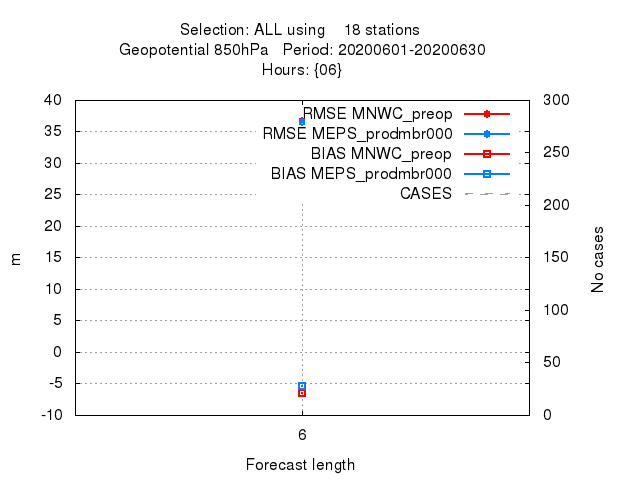 Selection: ALL using 18 stations
Geopotential 850hPa Period: 20200601-20200630
Hours: {06}
RMSE MNWC_preop
RMSE MEPS_prodmbr000
BIAS MNWC_preop
BIAS MEPS_prodmbr000
CASES
40
35
30
25
20
15
10
5
0
-5
-10
m
300
250
200
150
100
50
0
No cases
6
Forecast length